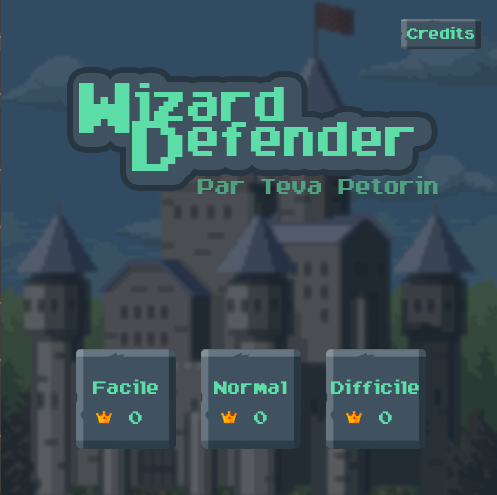 Credits
Wizard
Defender
Par Teva Petorin
Facile
0
Normal
0
Difficile
0